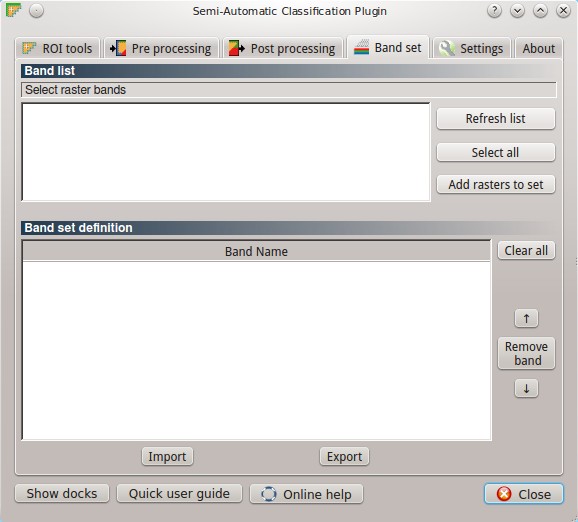 Semi-Automatic Classification Plugin
?
ROI tools
Pre processing
Post processing
Band set
Settings
About
Band list
Select raster bands
Refresh list
Select all
Add rasters to set
Band set definition
Band Name
Clear all
↑
Remove
band
↓
Import
Export
Show docks
Quick user guide
Online help
Close